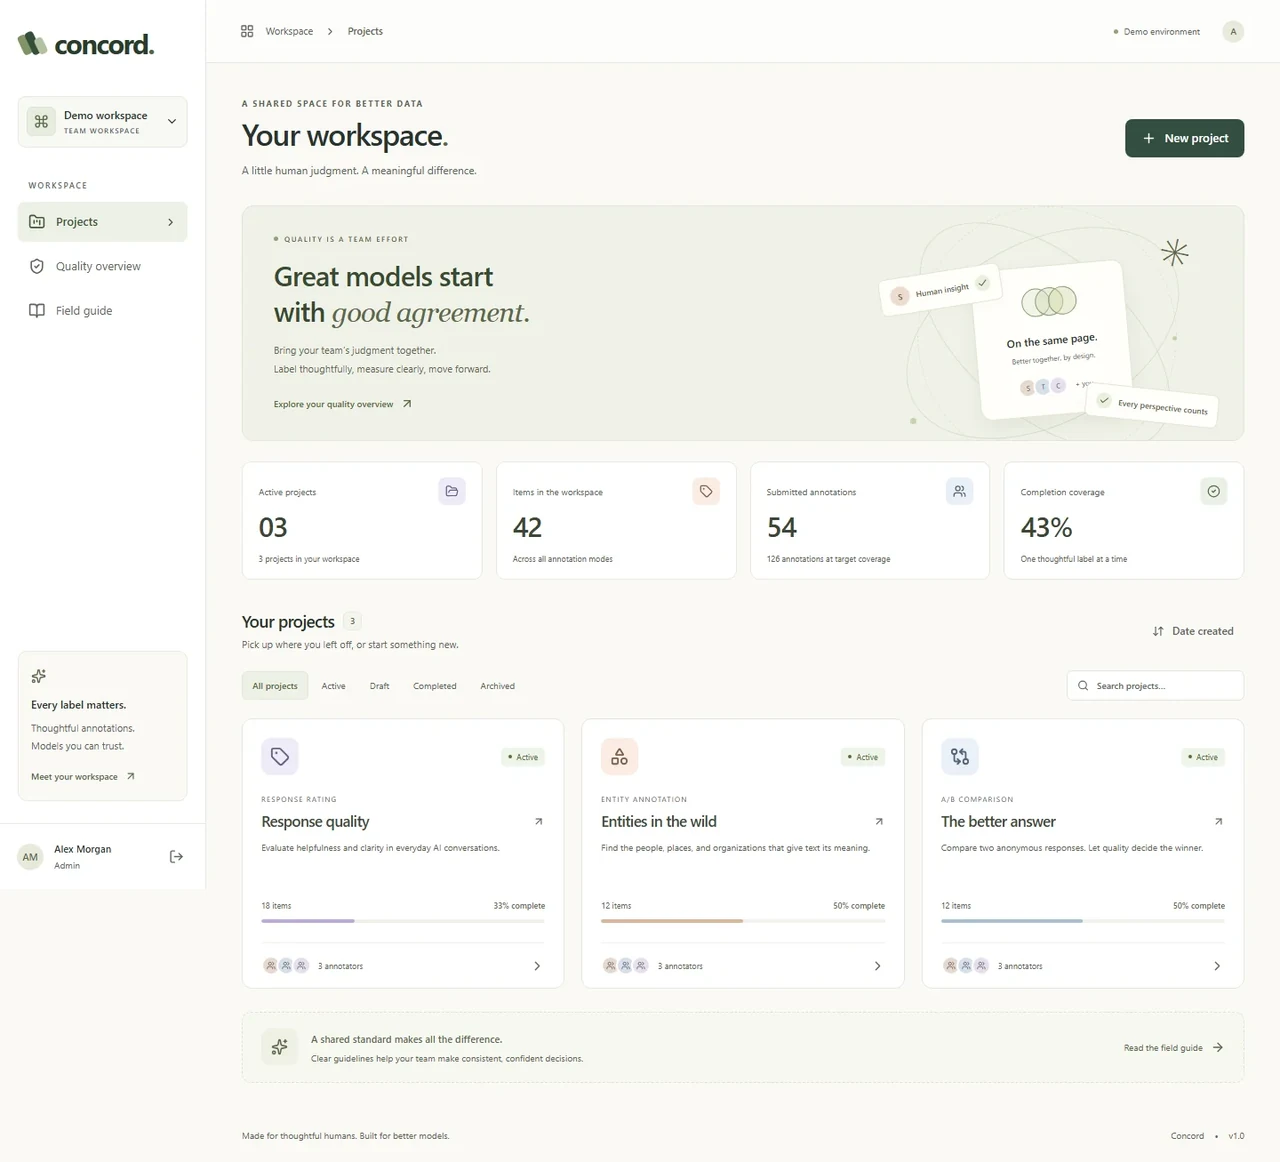 concord.
Demo workspace
TEAM WORKSPACE
WORKSPACE
Projects
Quality overview
Field guide
Every label matters.
Thoughtful annotations.
Models you can trust.
Meet your workspace
AM
Alex Morgan
Admin
Workspace
Projects
Demo environment
A
A SHARED SPACE FOR BETTER DATA
Your workspace.
A little human judgment. A meaningful difference.
New project
QUALITY IS A TEAM EFFORT
Great models start
with good agreement.
Bring your team's judgment together.
Label thoughtfully, measure clearly, move forward.
Explore your quality overview
S Human insight
On the same page.
Better together, by design.
S T C
Every perspective counts
Active projects
03
3 projects in your workspace
Items in the workspace
42
Across all annotation modes
Submitted annotations
54
126 annotations at target coverage
Completion coverage
43%
One thoughtful label at a time
Your projects 3
Pick up where you left off, or start something new.
Date created
All projects
Active
Draft
Completed
Archived
Search projects...
Active
RESPONSE RATING
Response quality
Evaluate helpfulness and clarity in everyday AI conversations.
18 items
33% complete
3 annotators
Active
ENTITY ANNOTATION
Entities in the wild
Find the people, places, and organizations that give text its meaning.
12 items
50% complete
3 annotators
Active
A/B COMPARISON
The better answer
Compare two anonymous responses. Let quality decide the winner.
12 items
50% complete
3 annotators
A shared standard makes all the difference.
Clear guidelines help your team make consistent, confident decisions.
Read the field guide
Made for thoughtful humans. Built for better models.
Concord • v1.0